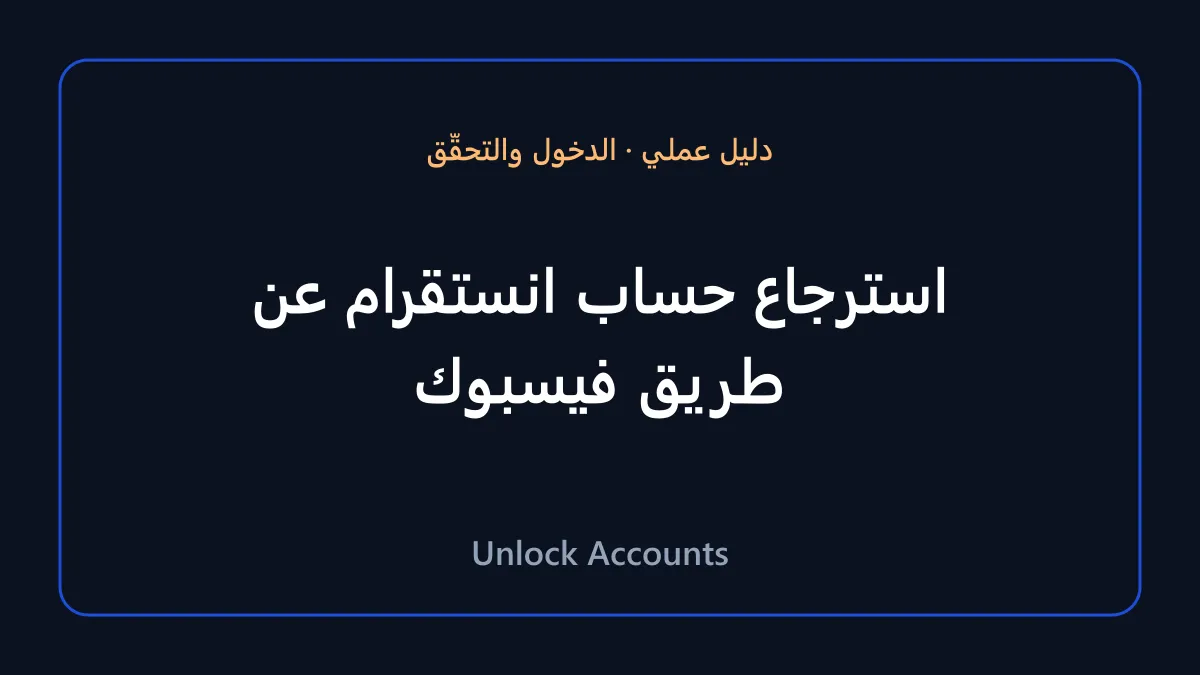 دليل عملي · الدخول والتحقّق
استرجاع حساب انستقرام عن
طريق فيسبوك
Unlock Accounts